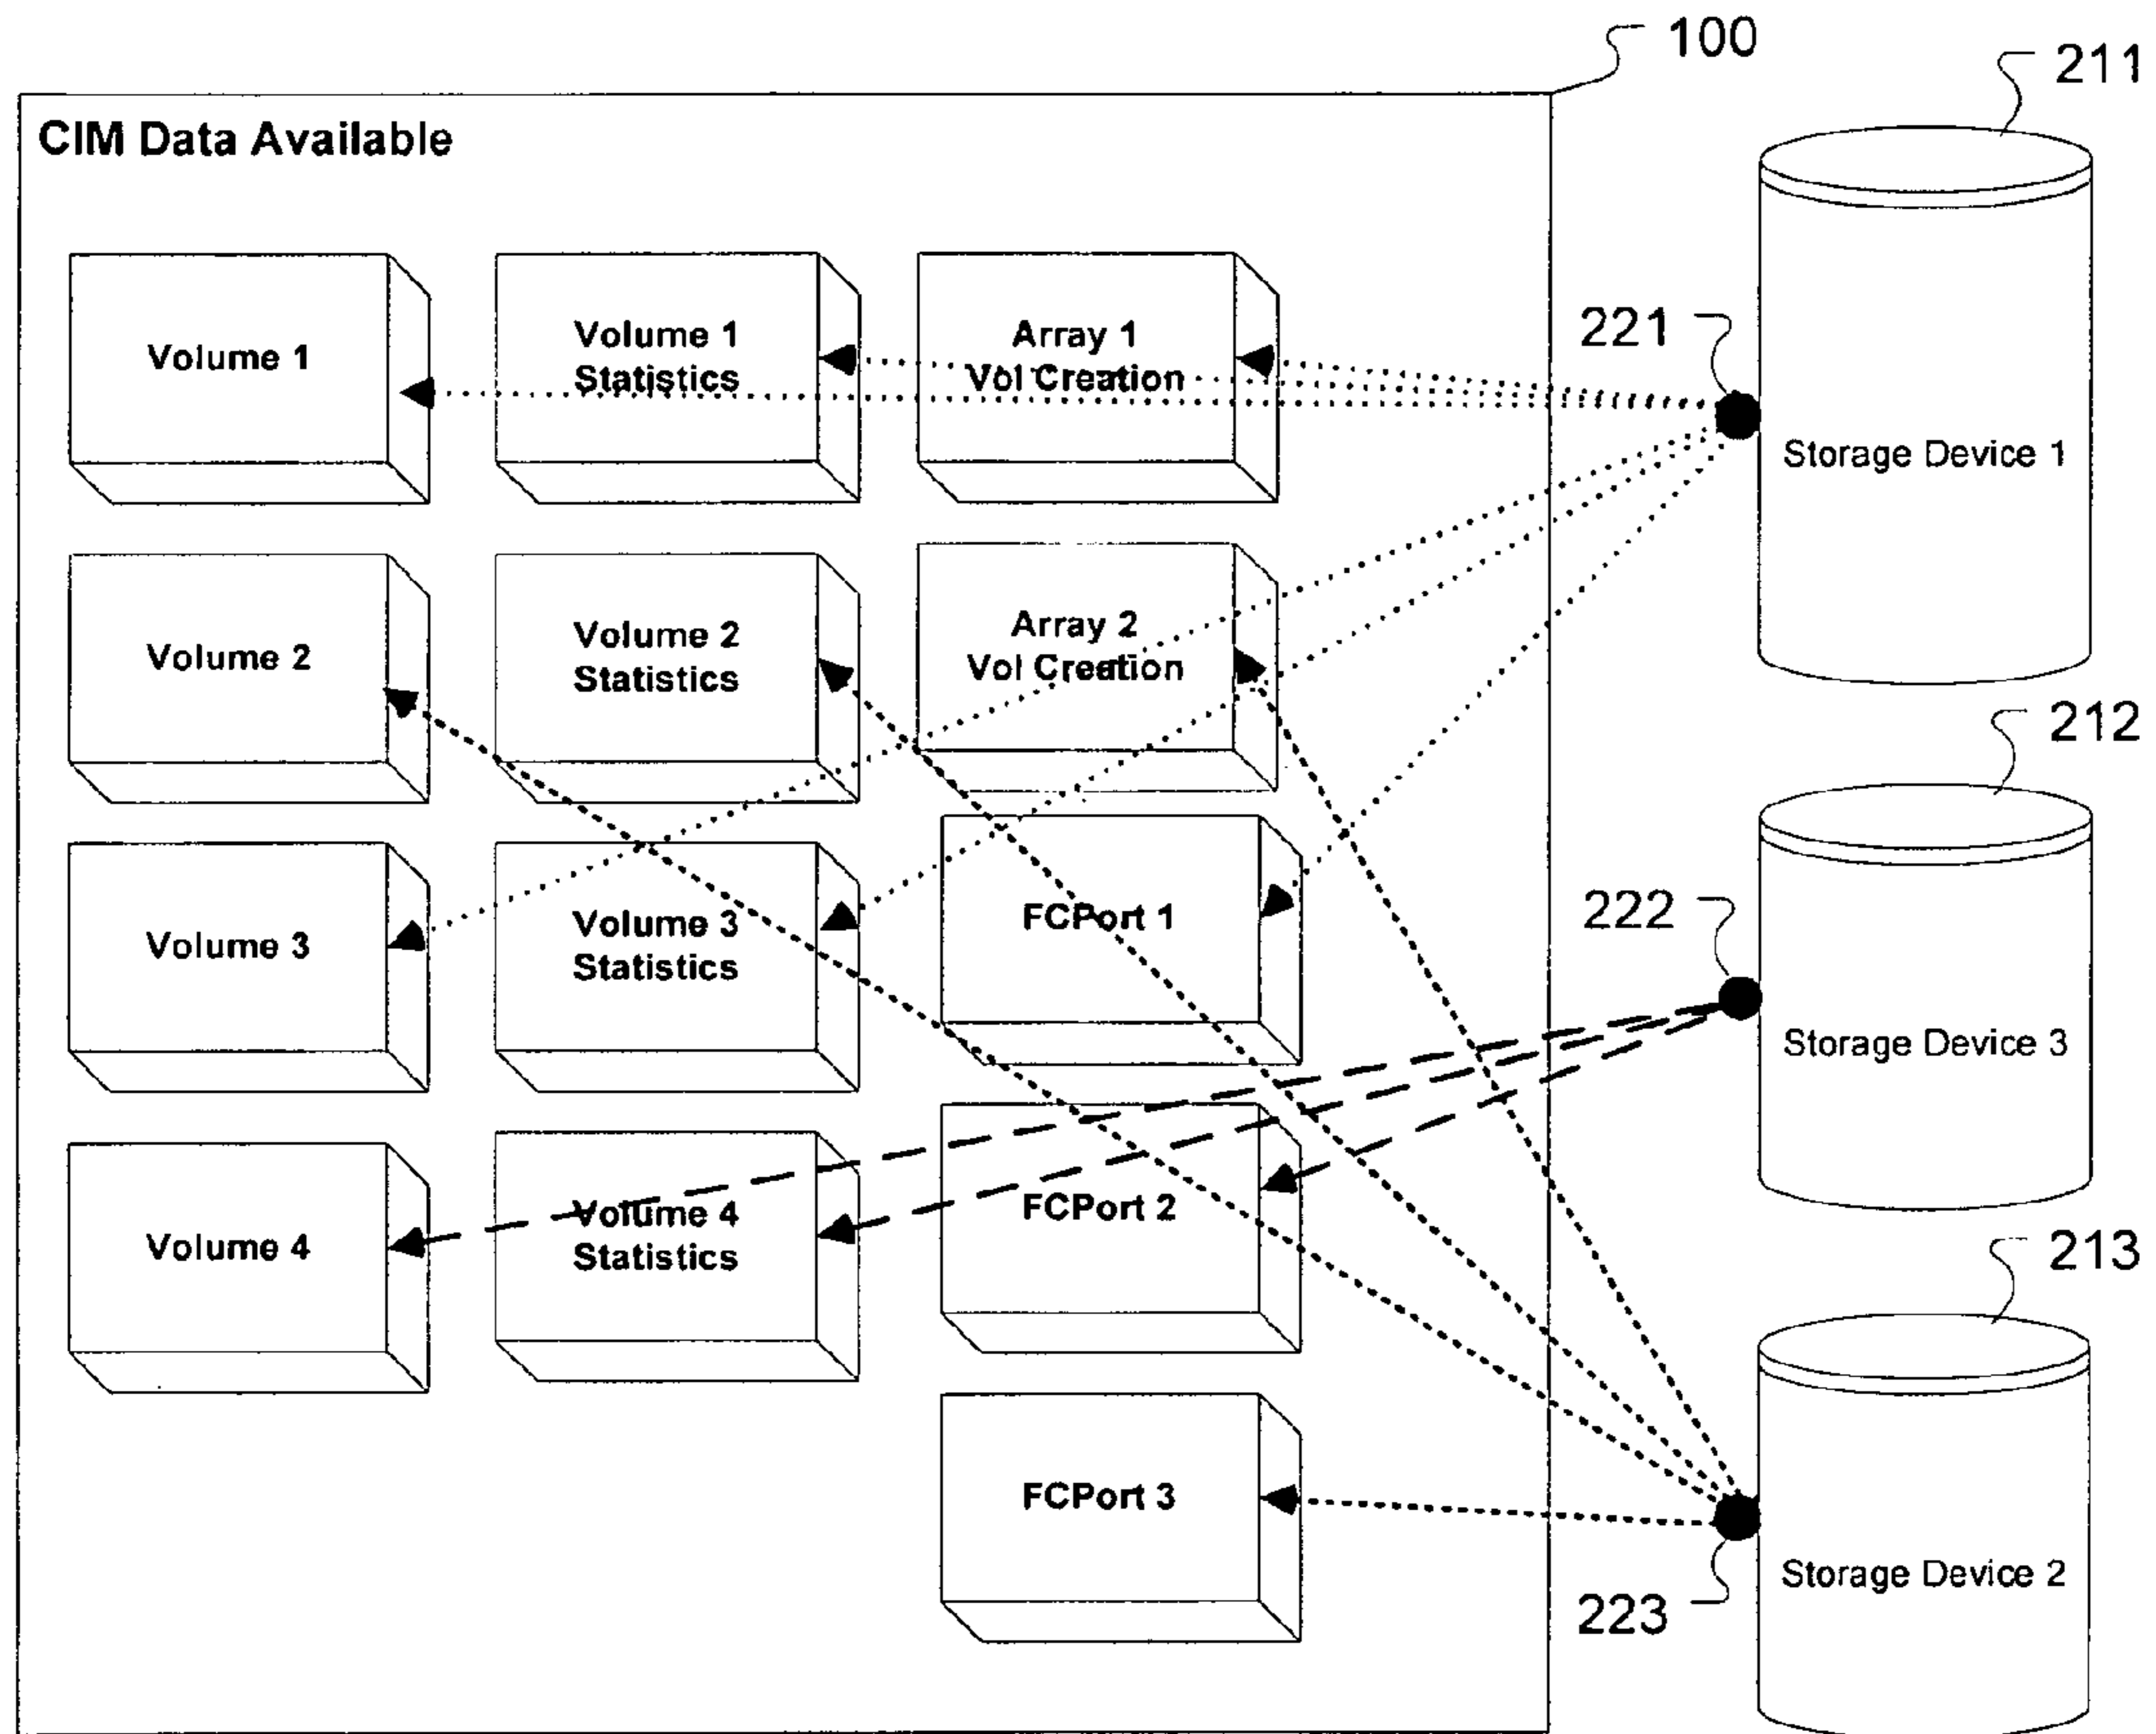 100
211
CIM Data Available
Volume 1
Volume 1
Statistics
Array 1
Vol Creation
221
Storage Device 1
Volume 2
Volume 2
Statistics
Array 2
Vol Creation
212
Volume 3
Volume 3
Statistics
FCPort 1
222
Storage Device 3
Volume 4
Volume 4
Statistics
FCPort 2
213
FCPort 3
223
Storage Device 2